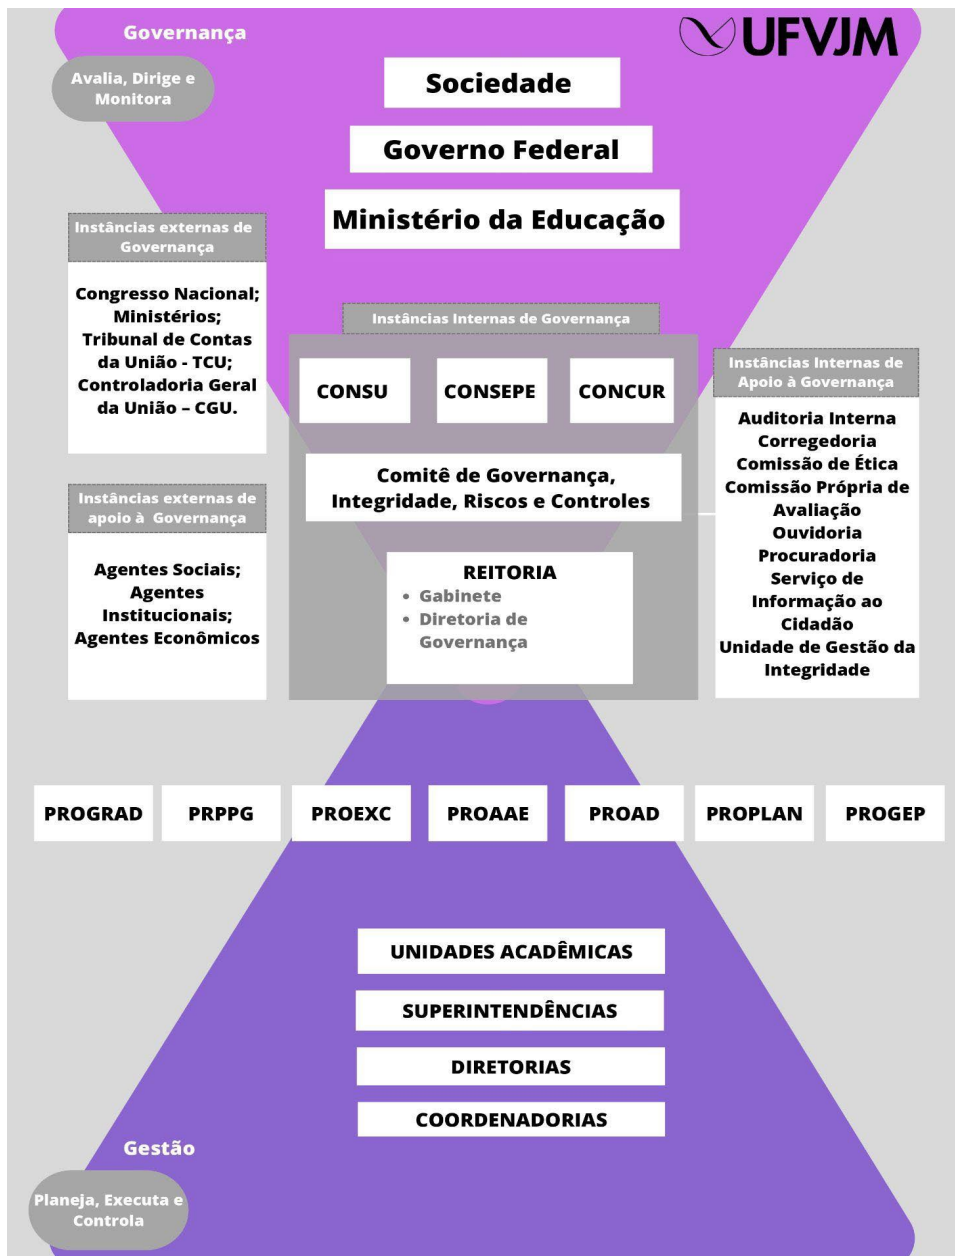 Governança
UFVJM
Avalia, Dirige e
Monitora
Sociedade
Governo Federal
Ministério da Educação
Instâncias externas de
Governança
Congresso Nacional;
Ministérios;
Tribunal de Contas
da União - TCU;
Controladoria Geral
da União – CGU.
Instâncias externas de
apoio à Governança
Agentes Sociais;
Agentes
Institucionais;
Agentes Econômicos
Instâncias Internas de Governança
CONSU
CONSEPE
CONCUR
Comitê de Governança,
Integridade, Riscos e Controles
REITORIA
• Gabinete
• Diretoria de
Governança
Instâncias Internas de
Apoio à Governança
Auditoria Interna
Corregedoria
Comissão de Ética
Comissão Própria de
Avaliação
Ouvidoria
Procuradoria
Serviço de
Informação ao
Cidadão
Unidade de Gestão da
Integridade
PROGRAD
PRPPG
PROEXC
PROAAE
PROAD
PROPLAN
PROGEP
UNIDADES ACADÊMICAS
SUPERINTENDÊNCIAS
DIRETORIAS
COORDENADORIAS
Gestão
Planeja, Executa e
Controla